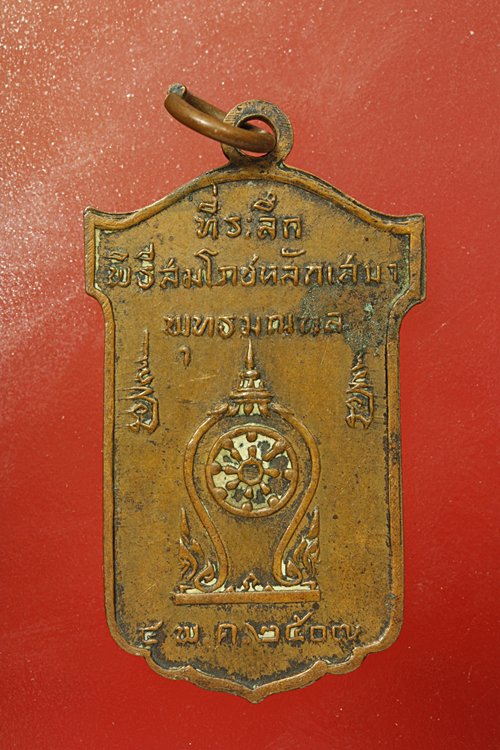 ที่ระลึก
พิธีสมโภชหลักเสมา
พุทธมณฑล
พ.ค. ๒๕๐๗